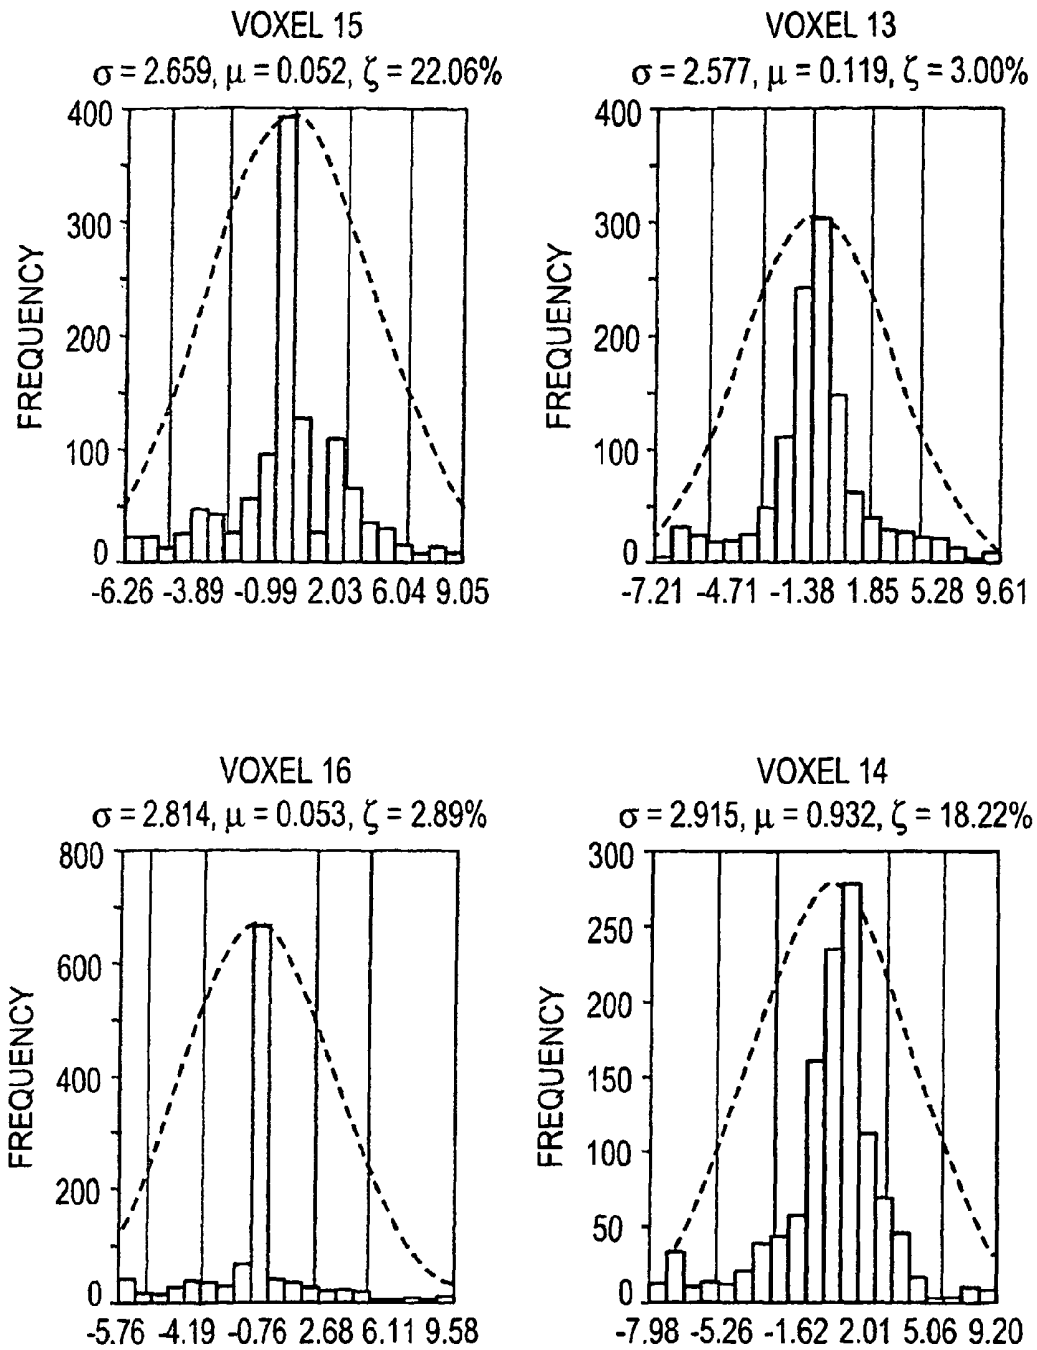 VOXEL 15
σ = 2.659, μ = 0.052, ζ = 22.06%
400
300
200
100
0
FREQUENCY
-6.26 -3.89 -0.99 2.03 6.04 9.05
VOXEL 13
σ = 2.577, μ = 0.119, ζ = 3.00%
400
300
200
100
0
FREQUENCY
-7.21 -4.71 -1.38 1.85 5.28 9.61
VOXEL 16
σ = 2.814, μ = 0.053, ζ = 2.89%
800
600
400
200
0
FREQUENCY
-5.76 -4.19 -0.76 2.68 6.11 9.58
VOXEL 14
σ = 2.915, μ = 0.932, ζ = 18.22%
300
250
200
150
100
50
0
FREQUENCY
-7.98 -5.26 -1.62 2.01 5.06 9.20